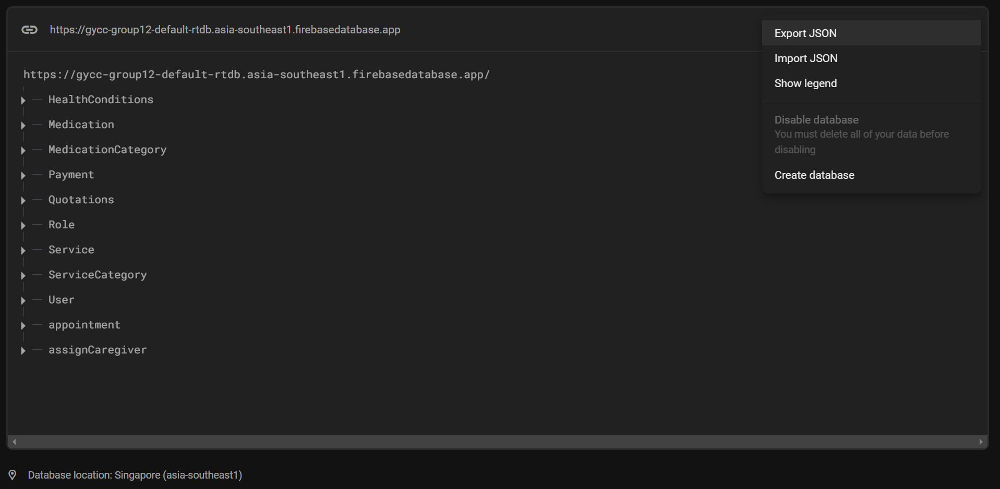 https://gycc-group12-default-rtdb.asia-southeast1.firebasedatabase.app
Export JSON
Import JSON
Show legend
Disable database
You must delete all of your data before
disabling
Create database
https://gycc-group12-default-rtdb.asia-southeast1.firebasedatabase.app/
HealthConditions
Medication
MedicationCategory
Payment
Quotations
Role
Service
ServiceCategory
User
appointment
assignCaregiver
Database location: Singapore (asia-southeast1)